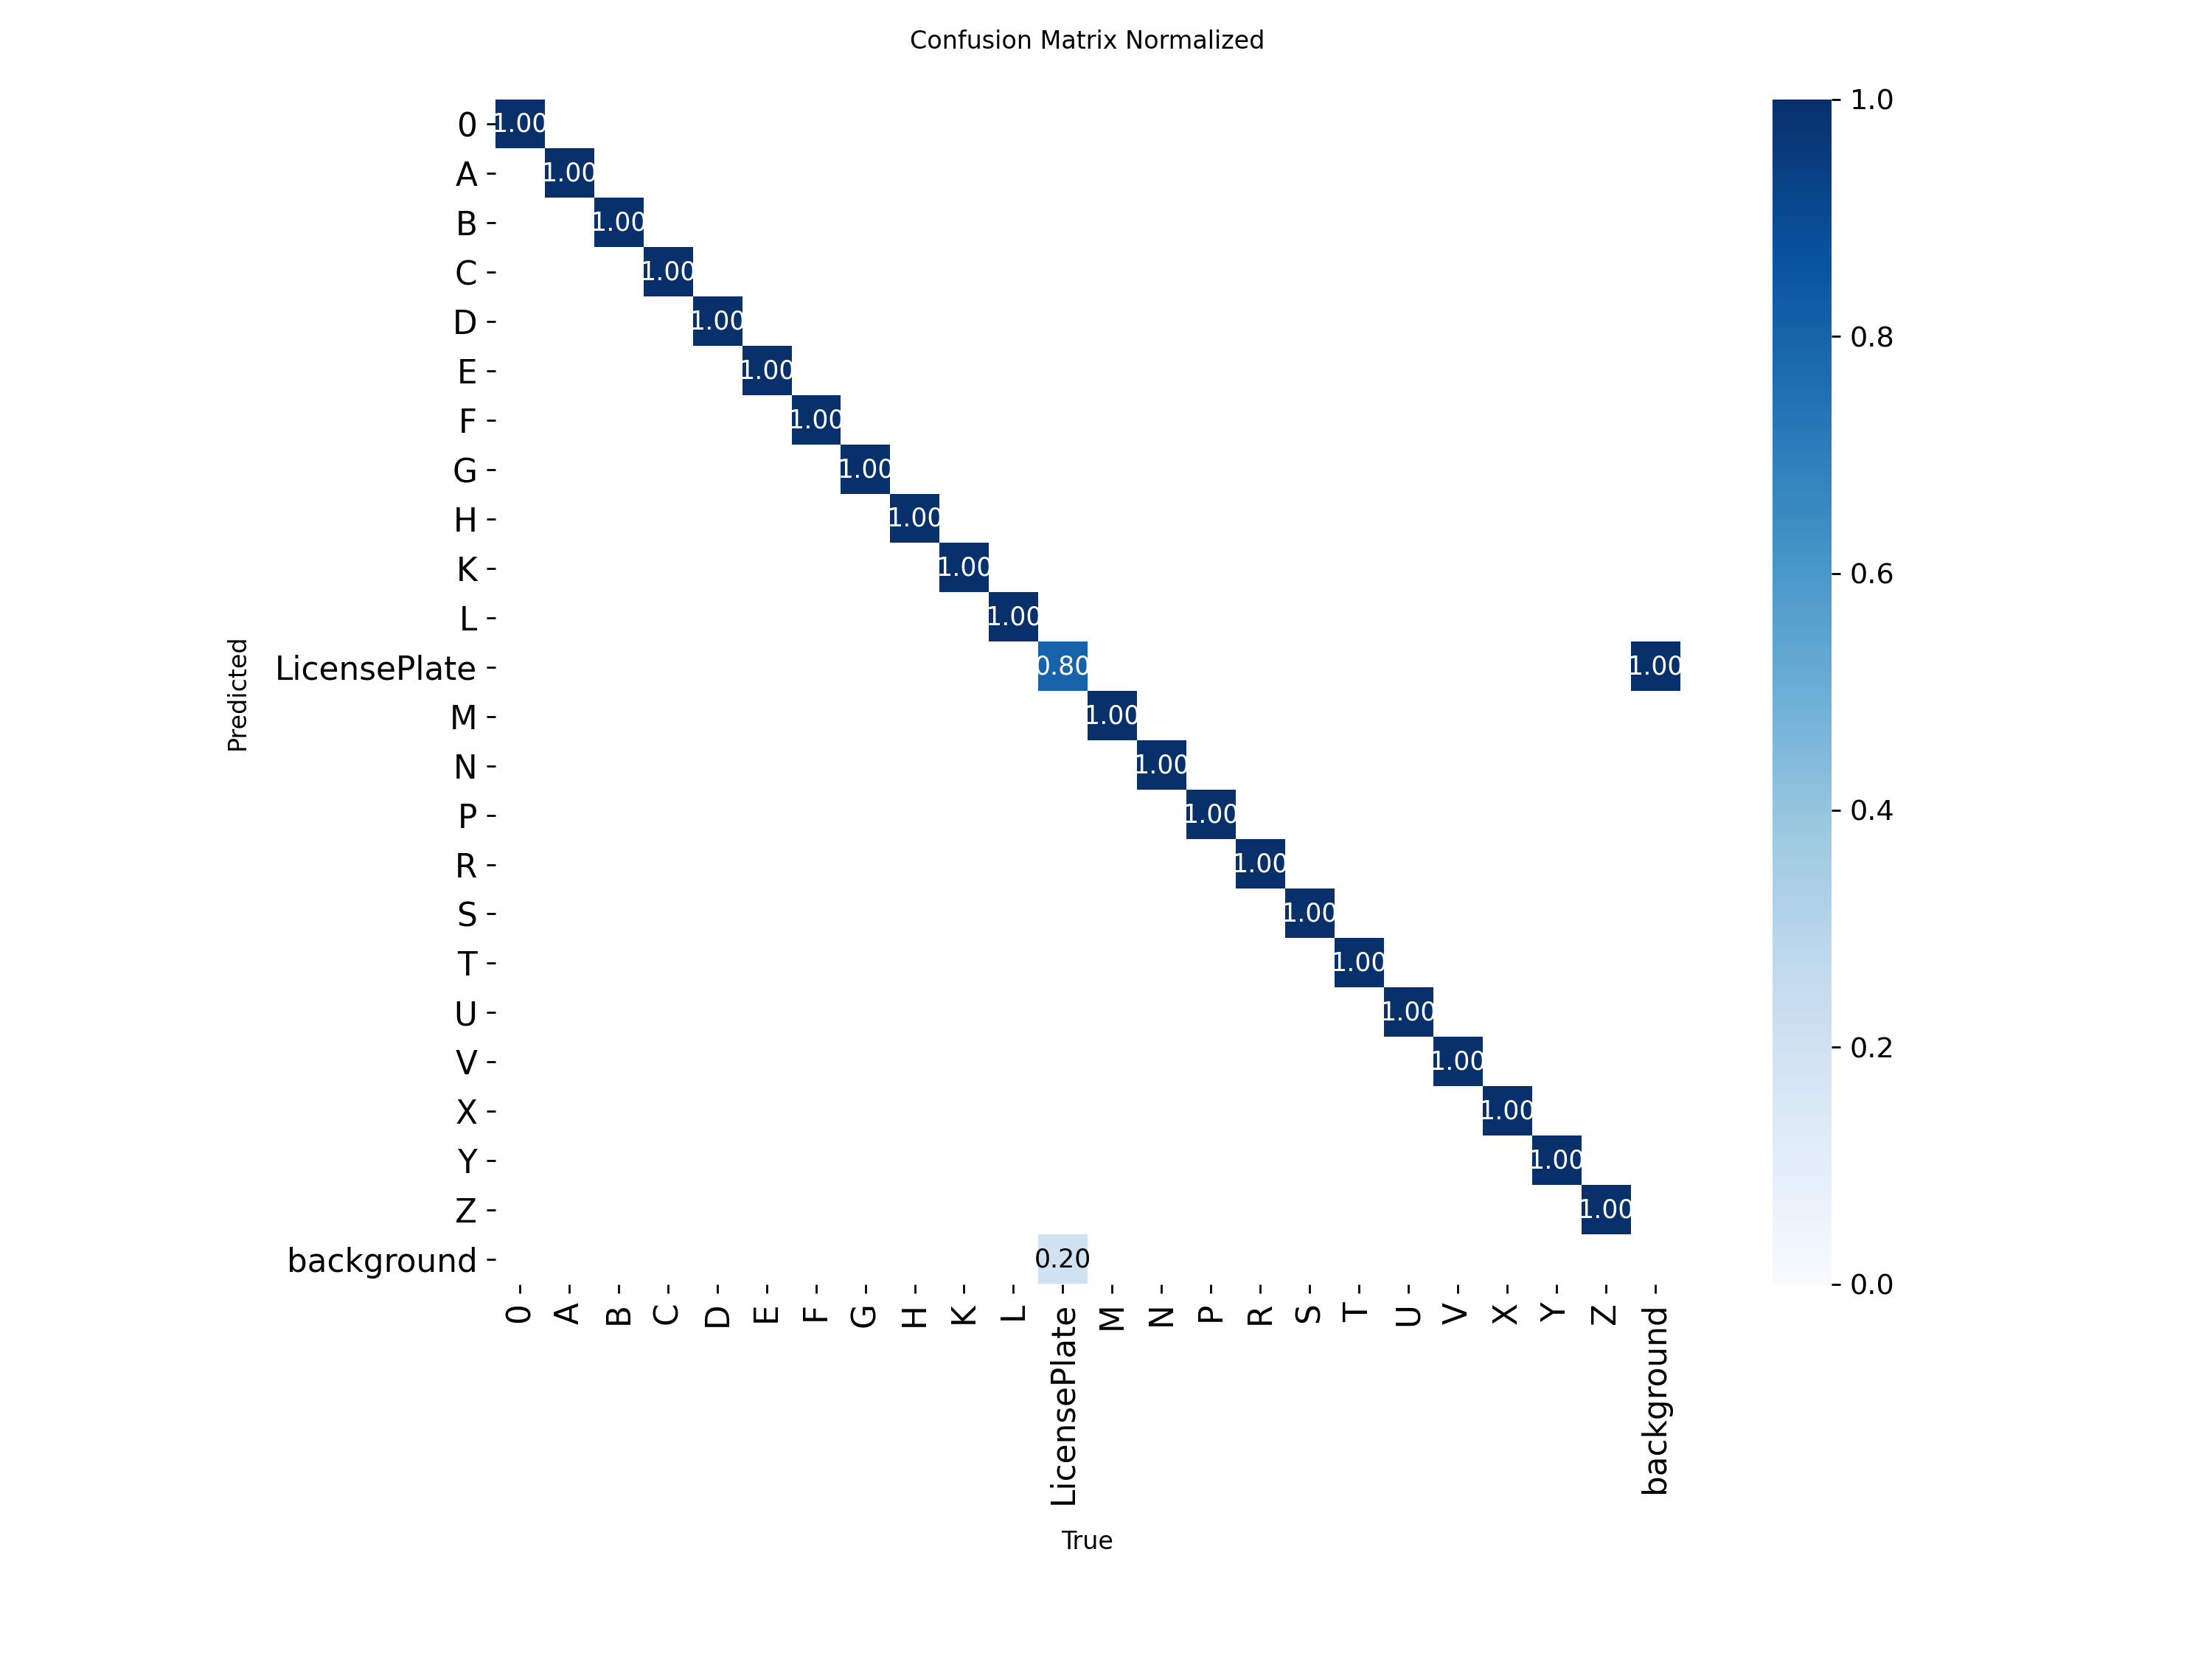 Confusion Matrix Normalized
0 1.00
A 1.00
B 1.00
C 1.00
D 1.00
E 1.00
F 1.00
G 1.00
H 1.00
K 1.00
L 1.00
LicensePlate 0.80 1.00
M 1.00
N 1.00
P 1.00
R 1.00
S 1.00
T 1.00
U 1.00
V 1.00
X 1.00
Y 1.00
Z 1.00
background 0.20
Predicted
0 A B C D E F G H K L LicensePlate M N P R S T U V X Y Z background
True
1.0
0.8
0.6
0.4
0.2
0.0